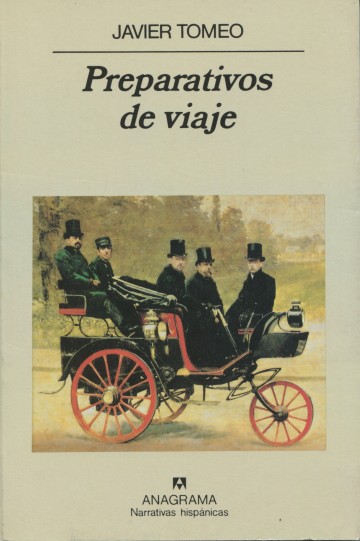 JAVIER TOMEO
Preparativos
de viaje
ANAGRAMA
Narrativas hispánicas